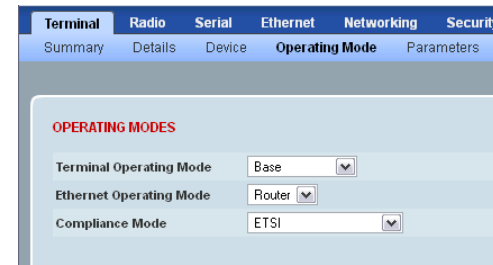 Terminal Radio Serial Ethernet Networking Security
Summary Details Device Operating Mode Parameters
OPERATING MODES
Terminal Operating Mode Base
Ethernet Operating Mode Router
Compliance Mode ETSI